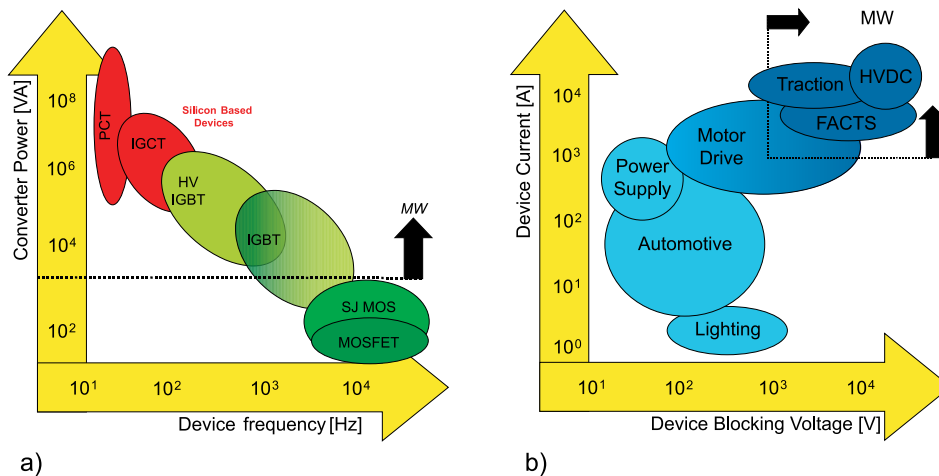 Converter Power [VA]
10⁸
10⁶
10⁴
10²
PCT
IGCT
Silicon Based
Devices
HV
IGBT
IGBT
MW
SJ MOS
MOSFET
10¹ 10² 10³ 10⁴
Device frequency [Hz]
a)
Device Current [A]
10⁴
10³
10²
10¹
10⁰
MW
Traction
HVDC
FACTS
Motor
Drive
Power
Supply
Automotive
Lighting
10¹ 10² 10³ 10⁴
Device Blocking Voltage [V]
b)